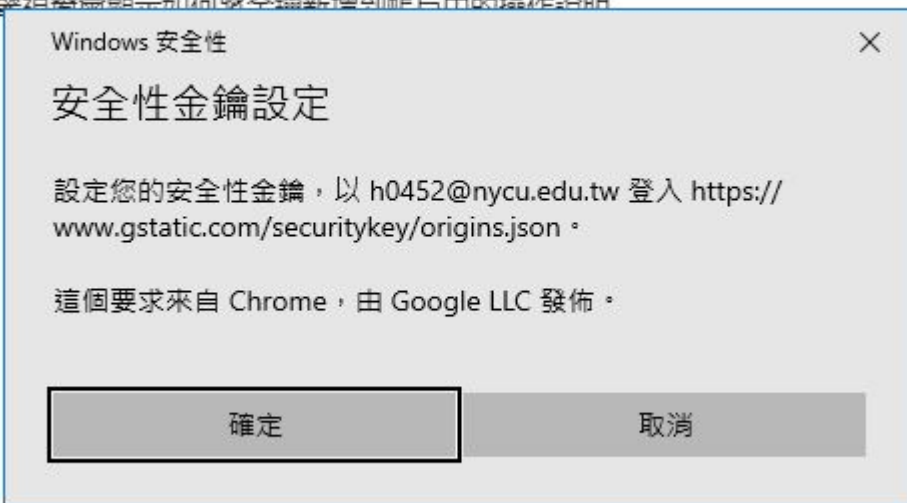 Windows 安全性
安全性金鑰設定
設定您的安全性金鑰，以 h0452@nycu.edu.tw 登入 https://
www.gstatic.com/securitykey/origins.json。
這個要求來自 Chrome，由 Google LLC 發佈。
確定
取消